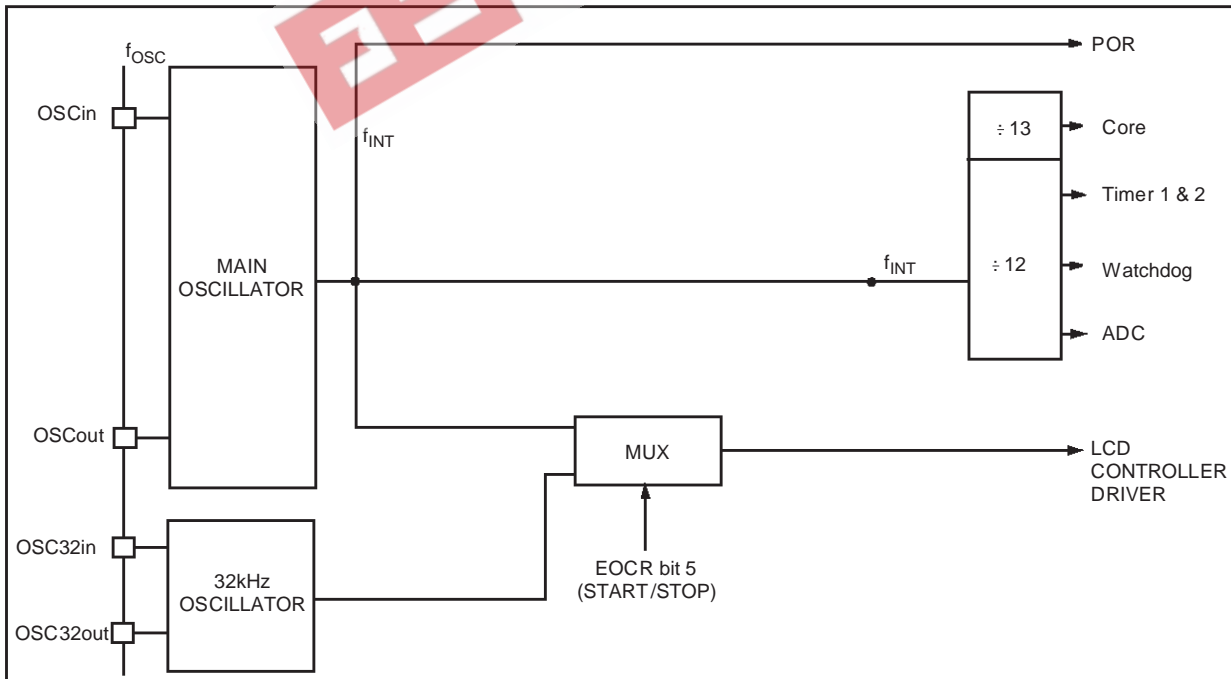 fOSC
POR
OSCin
÷ 13
Core
fINT
Timer 1 & 2
MAIN
OSCILLATOR
fINT
÷ 12
Watchdog
ADC
OSCout
MUX
LCD
CONTROLLER
DRIVER
OSC32in
32kHz
OSCILLATOR
EOCR bit 5
(START/STOP)
OSC32out